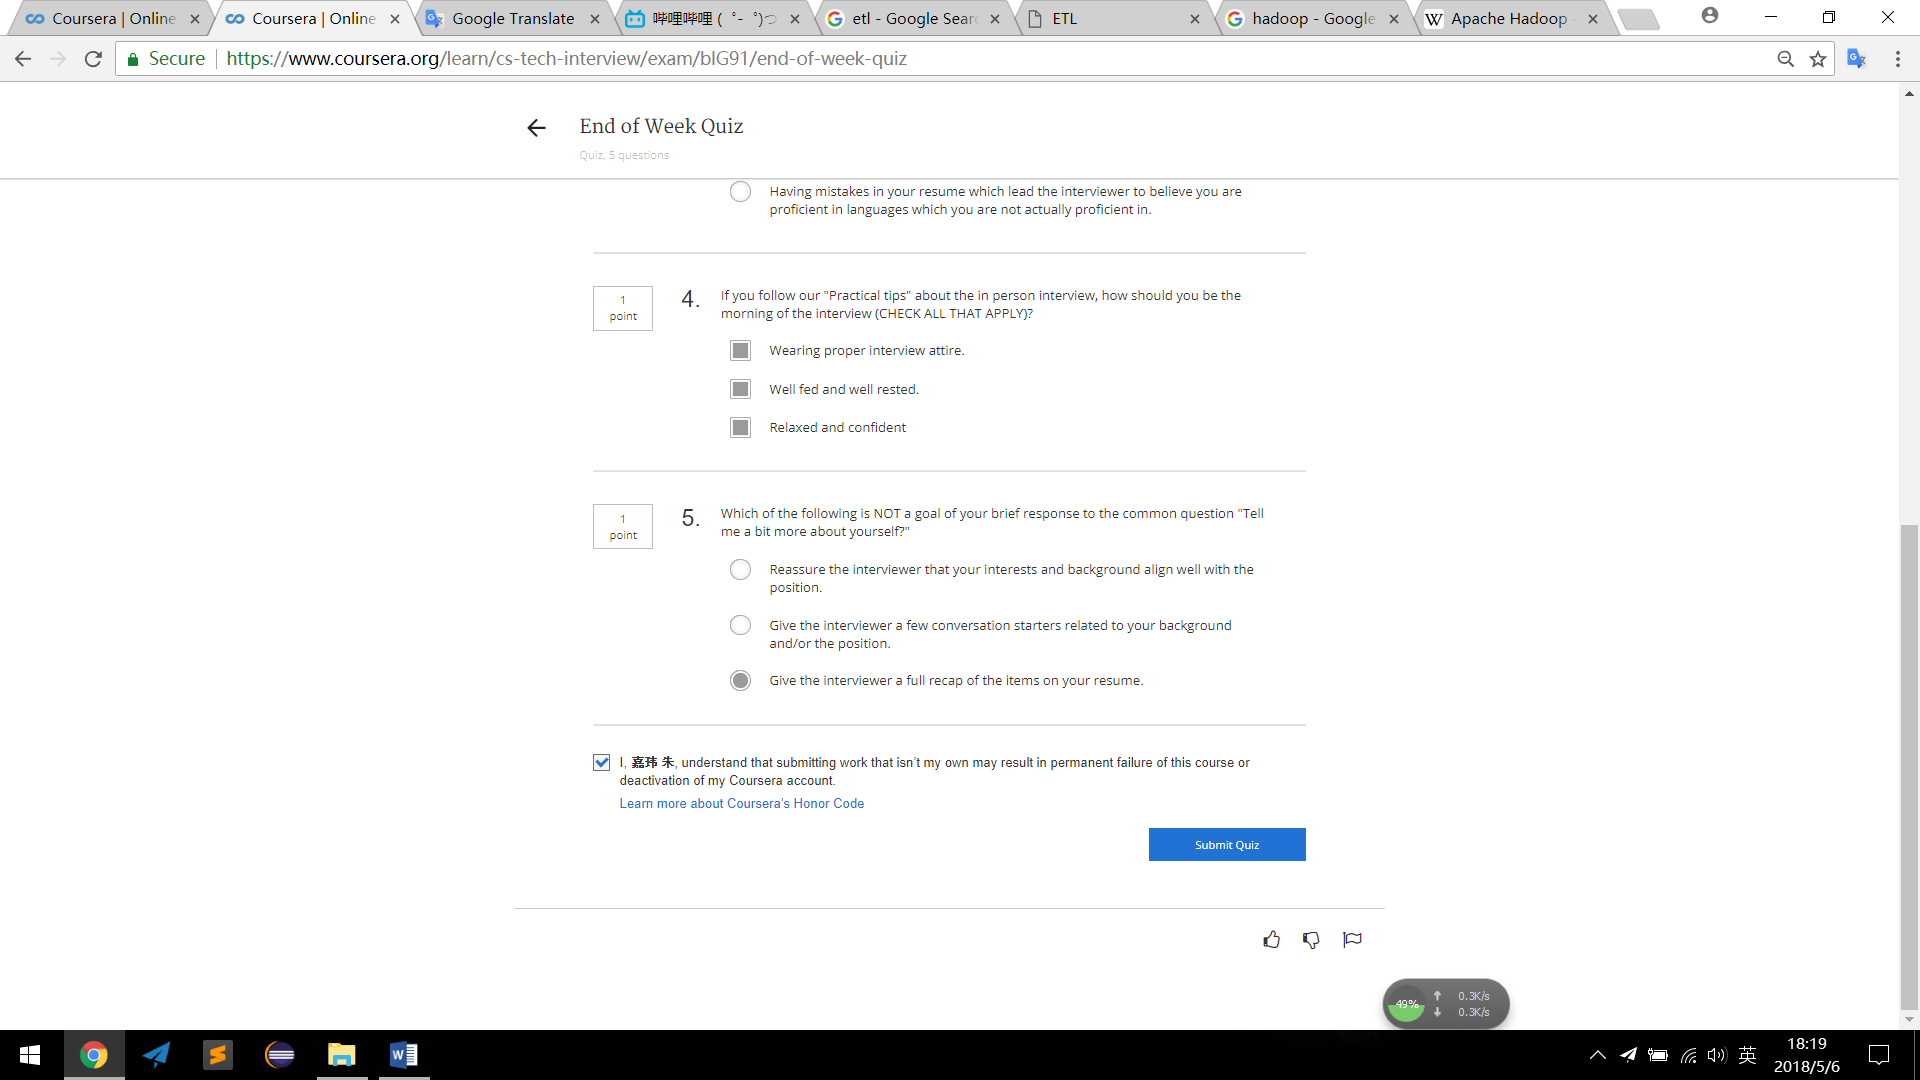 Coursera | Online
Coursera | Online
Google Translate
哔哩哔哩 ( ゜- ゜)つ
etl - Google Sear
ETL
hadoop - Google
Apache Hadoop
Secure
https://www.coursera.org/learn/cs-tech-interview/exam/bIG91/end-of-week-quiz
End of Week Quiz
Quiz, 5 questions
Having mistakes in your resume which lead the interviewer to believe you are
proficient in languages which you are not actually proficient in.
1
point
4.
If you follow our "Practical tips" about the in person interview, how should you be the
morning of the interview (CHECK ALL THAT APPLY)?
Wearing proper interview attire.
Well fed and well rested.
Relaxed and confident
1
point
5.
Which of the following is NOT a goal of your brief response to the common question "Tell
me a bit more about yourself?"
Reassure the interviewer that your interests and background align well with the
position.
Give the interviewer a few conversation starters related to your background
and/or the position.
Give the interviewer a full recap of the items on your resume.
I, 嘉玮 朱, understand that submitting work that isn't my own may result in permanent failure of this course or
deactivation of my Coursera account.
Learn more about Coursera's Honor Code
Submit Quiz
49%
0.3K/s
0.3K/s
英
18:19
2018/5/6